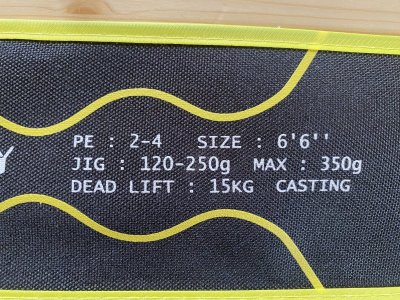 PE : 2-4 SIZE : 6'6''
JIG : 120-250g MAX : 350g
DEAD LIFT : 15KG CASTING